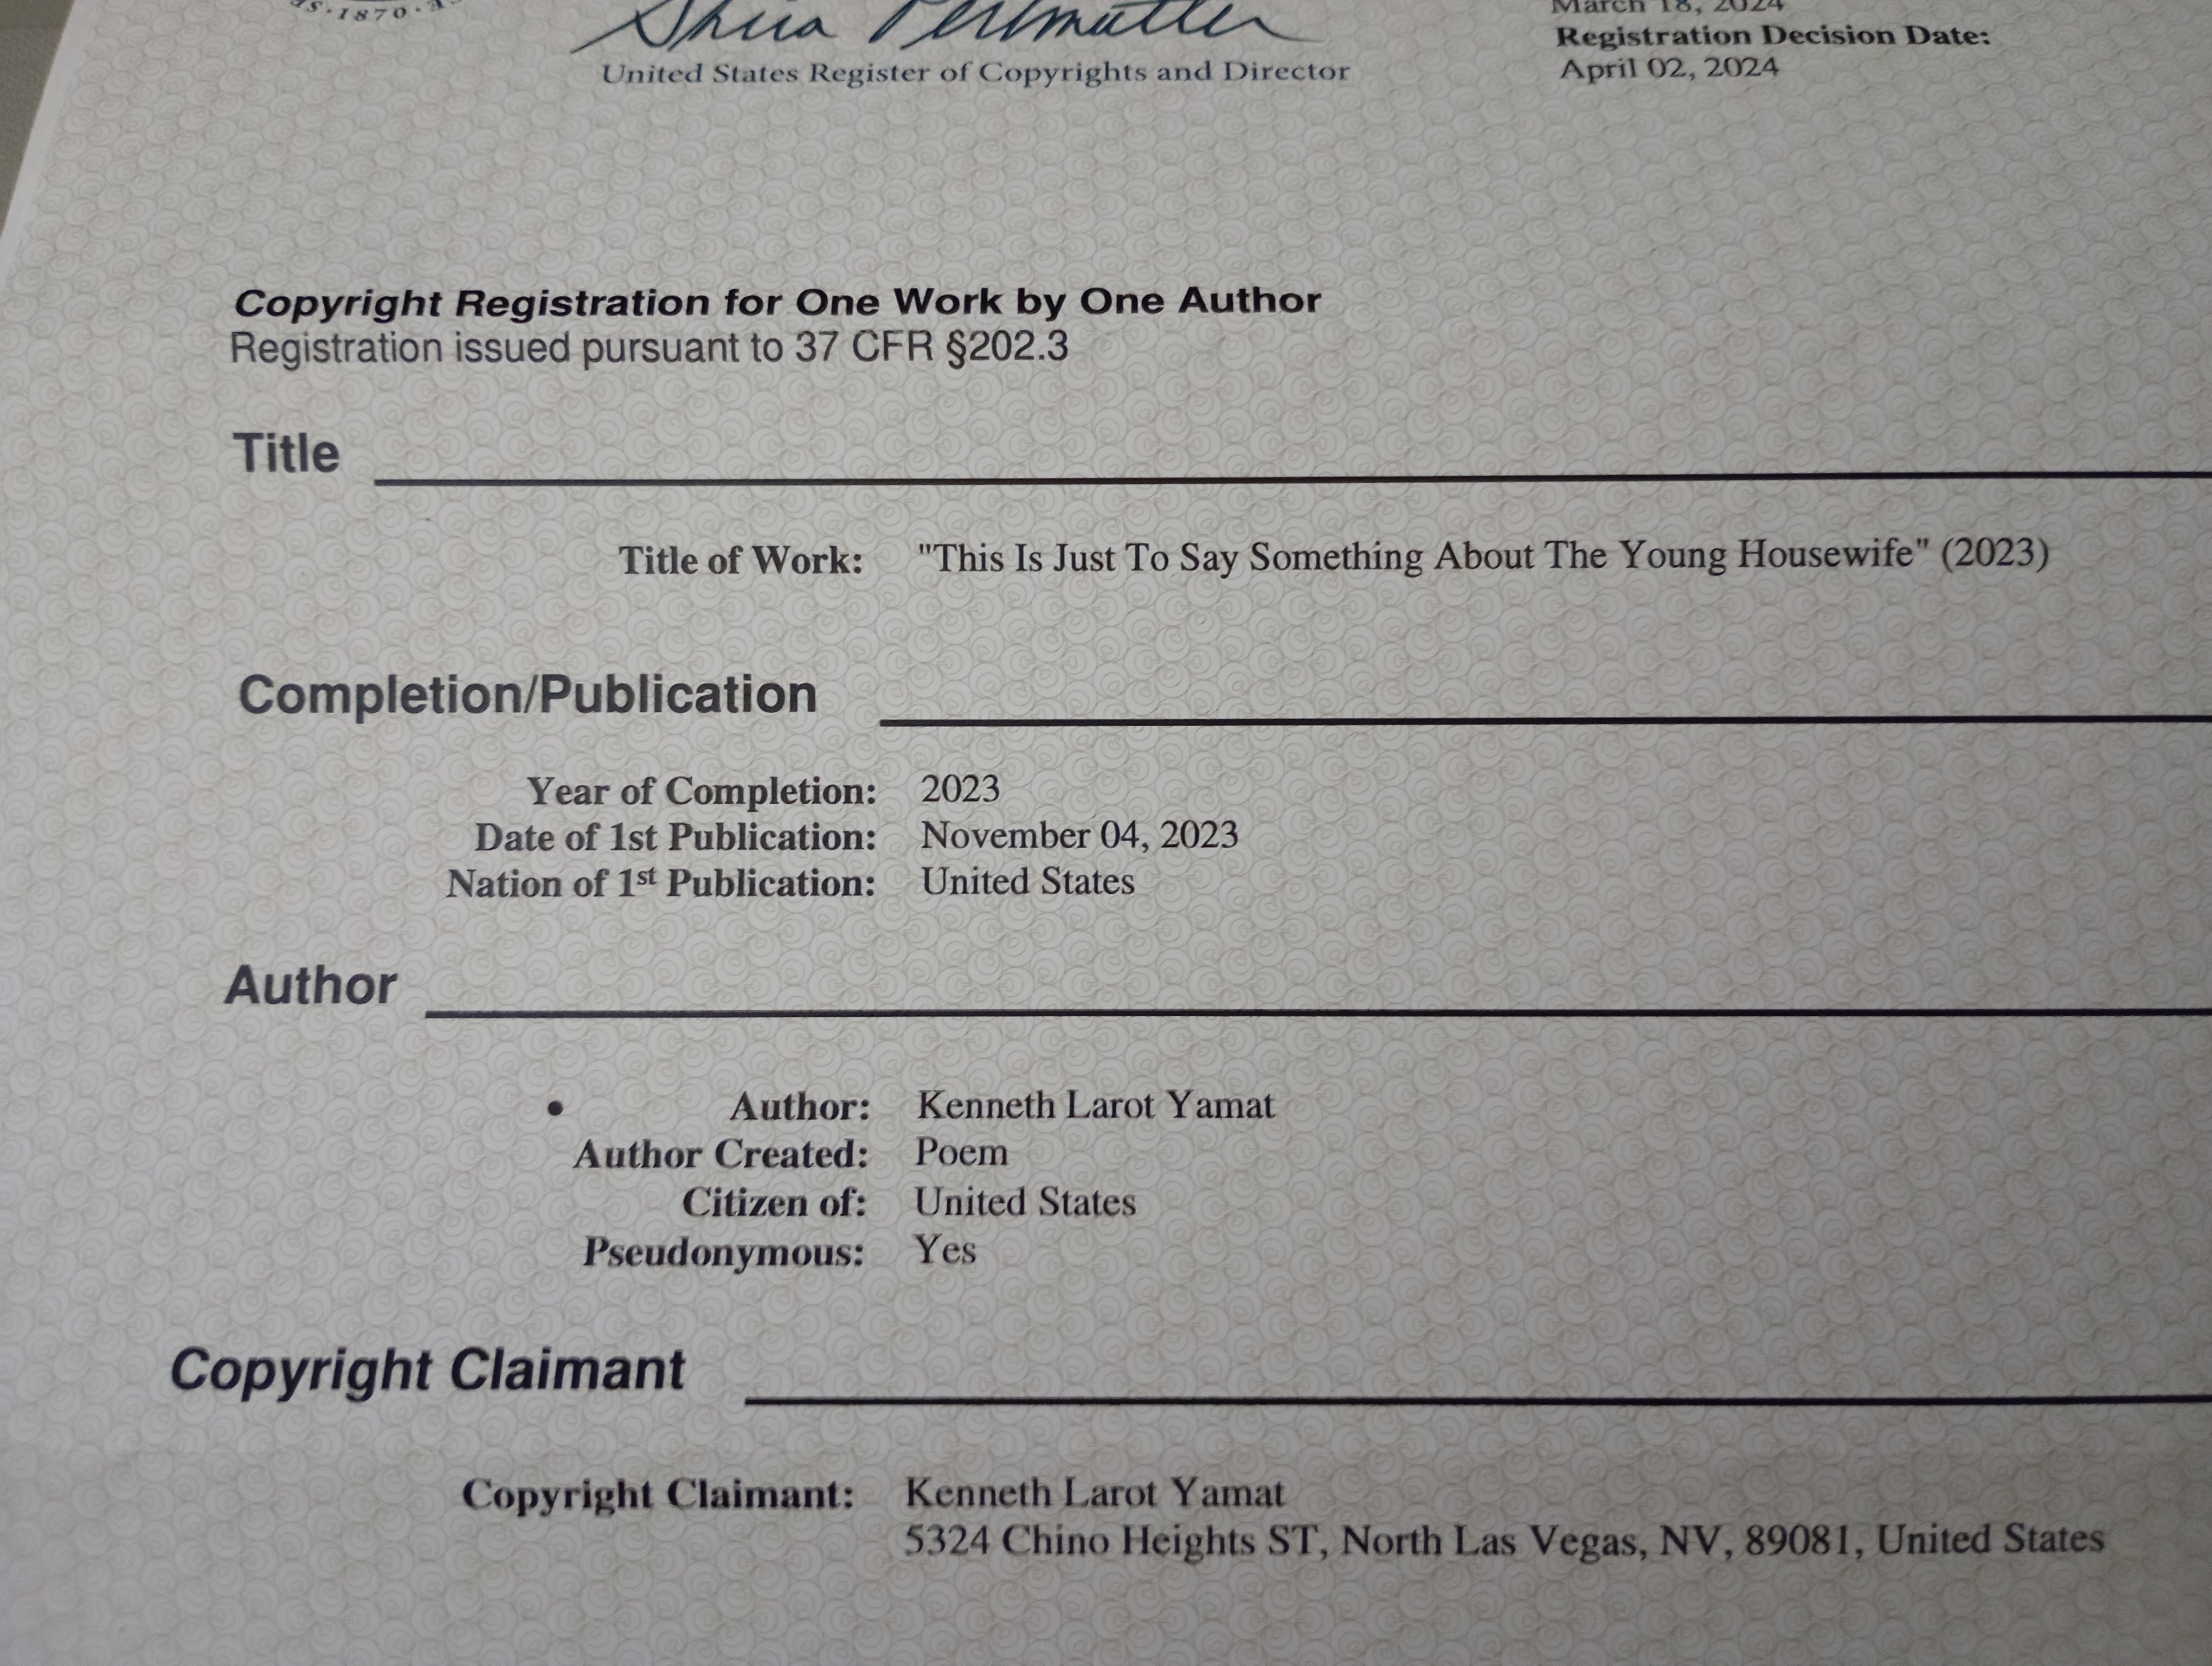 · 1870 ·
Shira Perlmutter
United States Register of Copyrights and Director
March 18, 2024
Registration Decision Date:
April 02, 2024
Copyright Registration for One Work by One Author
Registration issued pursuant to 37 CFR §202.3
Title
Title of Work: "This Is Just To Say Something About The Young Housewife" (2023)
Completion/Publication
Year of Completion: 2023
Date of 1st Publication: November 04, 2023
Nation of 1st Publication: United States
Author
• Author: Kenneth Larot Yamat
Author Created: Poem
Citizen of: United States
Pseudonymous: Yes
Copyright Claimant
Copyright Claimant: Kenneth Larot Yamat
5324 Chino Heights ST, North Las Vegas, NV, 89081, United States